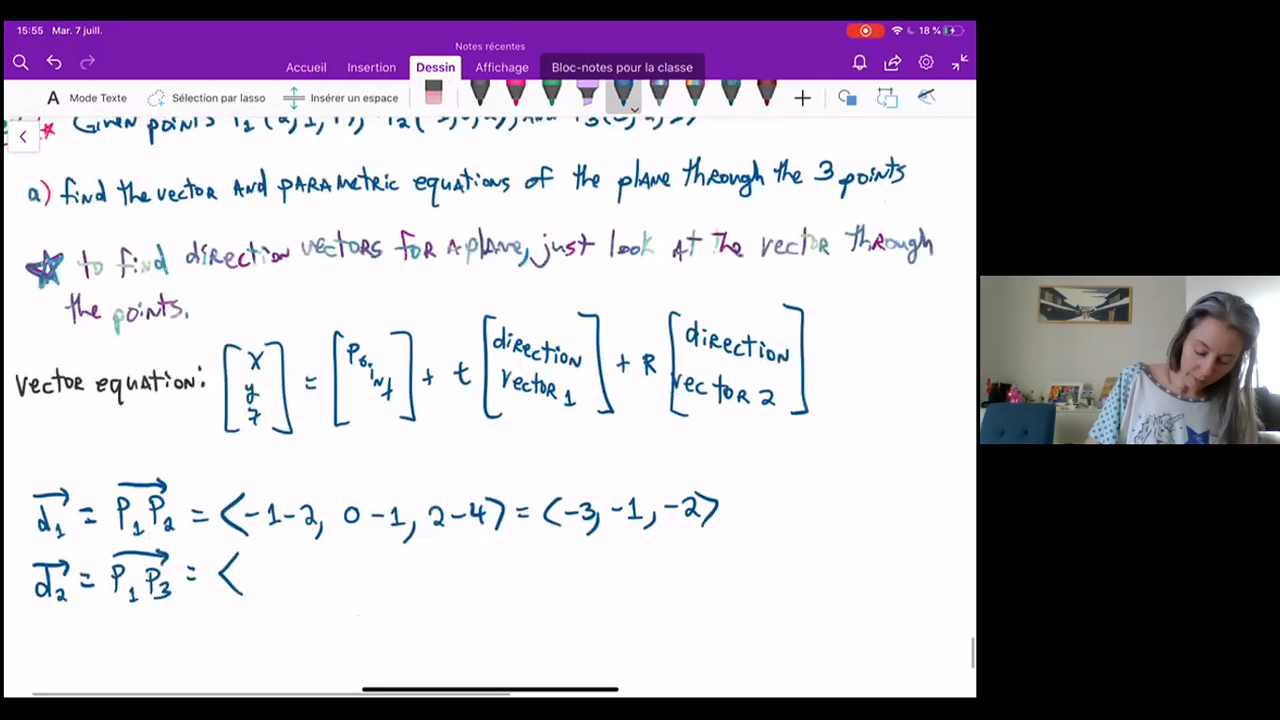 15:55 Mar. 7 juill.
18 %
Notes récentes
Accueil Insertion Dessin Affichage Bloc-notes pour la classe
A Mode Texte Sélection par lasso Insérer un espace
Given points
a) find the vector AND PARAMetric equations of the plane through the 3 points
to find direction vectors for a plane, just look at the vector through
the points.
vector equation: [x y z] = [Point] + t [direction vector 1] + R [direction vector 2]
d₁ = P₁P₂ = ⟨-1-2, 0-1, 2-4⟩ = ⟨-3, -1, -2⟩
d₂ = P₁P₃ = ⟨